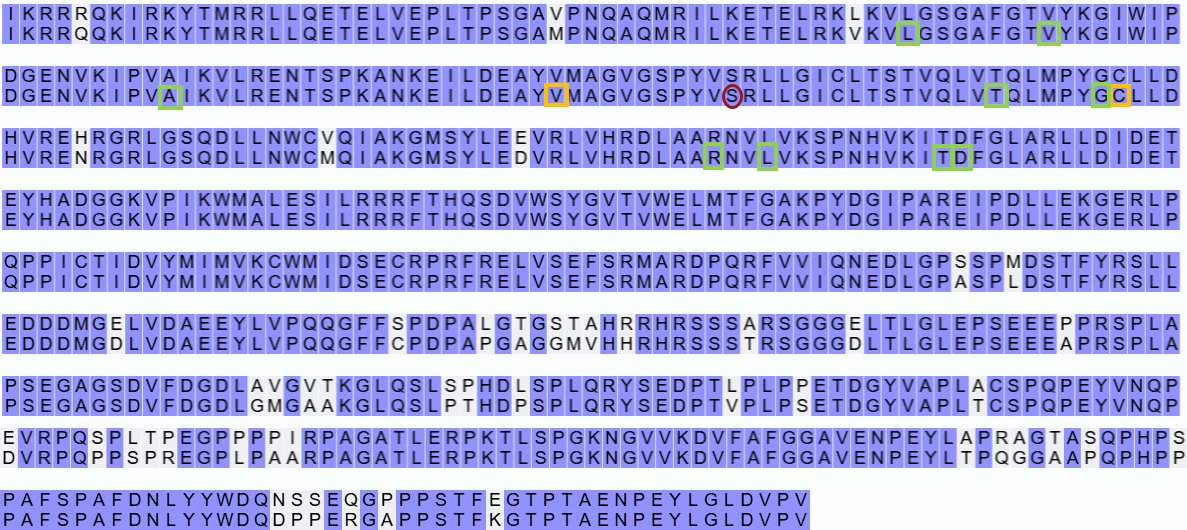 IKRRRQKIRKYTMRRLLQETELVEPLTPSGAVPNQAQMRILKETELRKLKVLGSGAFGTVYKGIWIP
IKRRQQKIRKYTMRRLLQETELVEPLTPSGAMPNQAQMRILKETELRKVKVLGSGAFGTVYKGIWIP
DGENVKIPVAIKVLRENTSPKANKEILDEAYVMAGVGSPYVSRLLGICLTSTVQLVTQLMPYGCLLD
DGENVKIPVAIKVLRENTSPKANKEILDEAYVMAGVGSPYVSRLLGICLTSTVQLVTQLMPYGCLLD
HVREHRGRLGSQDLLNWCVQIAKGMSYLEEVRLVHRDLAARNVLVKSPNHVKITDFGLARLLDIDET
HVRENRGRLGSQDLLNWCMQIAKGMSYLEDVRLVHRDLAARNVLVKSPNHVKITDFGLARLLDIDET
EYHADGGKVPIKWMALESILRRRFTHQSDVWSYGVTVWELMTFGAKPYDGIPAREIPDLLEKGERLP
EYHADGGKVPIKWMALESILRRRFTHQSDVWSYGVTVWELMTFGAKPYDGIPAREIPDLLEKGERLP
QPPICTIDVYMIMVKCWMIDSECRPRFRELVSEFSRMARDPQRFVVIQNEDLGPSSPMDSTFYRSLL
QPPICTIDVYMIMVKCWMIDSECRPRFRELVSEFSRMARDPQRFVVIQNEDLGPASPLDSTFYRSLL
EDDDMGELVDAEEYLVPQQGFFSPDPALGTGSTAHRRHRSSSARSGGGELTLGLEPSEEEPPRSPLA
EDDDMGDLVDAEEYLVPQQGFFCPDPAPGAGGMVHHRHRSSSTRSGGGDLTLGLEPSEEEAPRSPLA
PSEGAGSDVFDGDLAVGVTKGLQSLSPHDLSPLQRYSEDPTLPLPPETDGYVAPLACSPQPEYVNQP
PSEGAGSDVFDGDLGMGAAKGLQSLPTHDPSPLQRYSEDPTVPLPSETDGYVAPLTCSPQPEYVNQP
EVRPQSPLTPEGPPPPIRPAGATLERPKTLSPGKNGVVKDVFAFGGAVENPEYLAPRAGTASQPHPS
DVRPQPPSPREGPLPAARPAGATLERPKTLSPGKNGVVKDVFAFGGAVENPEYLTPQGGAAPQPHPP
PAFSPAFDNLYYWDQNSSEQGPPPSTFEGTPTAENPEYLGLDVPV
PAFSPAFDNLYYWDQDPPERGAPPSTFKGTPTAENPEYLGLDVPV